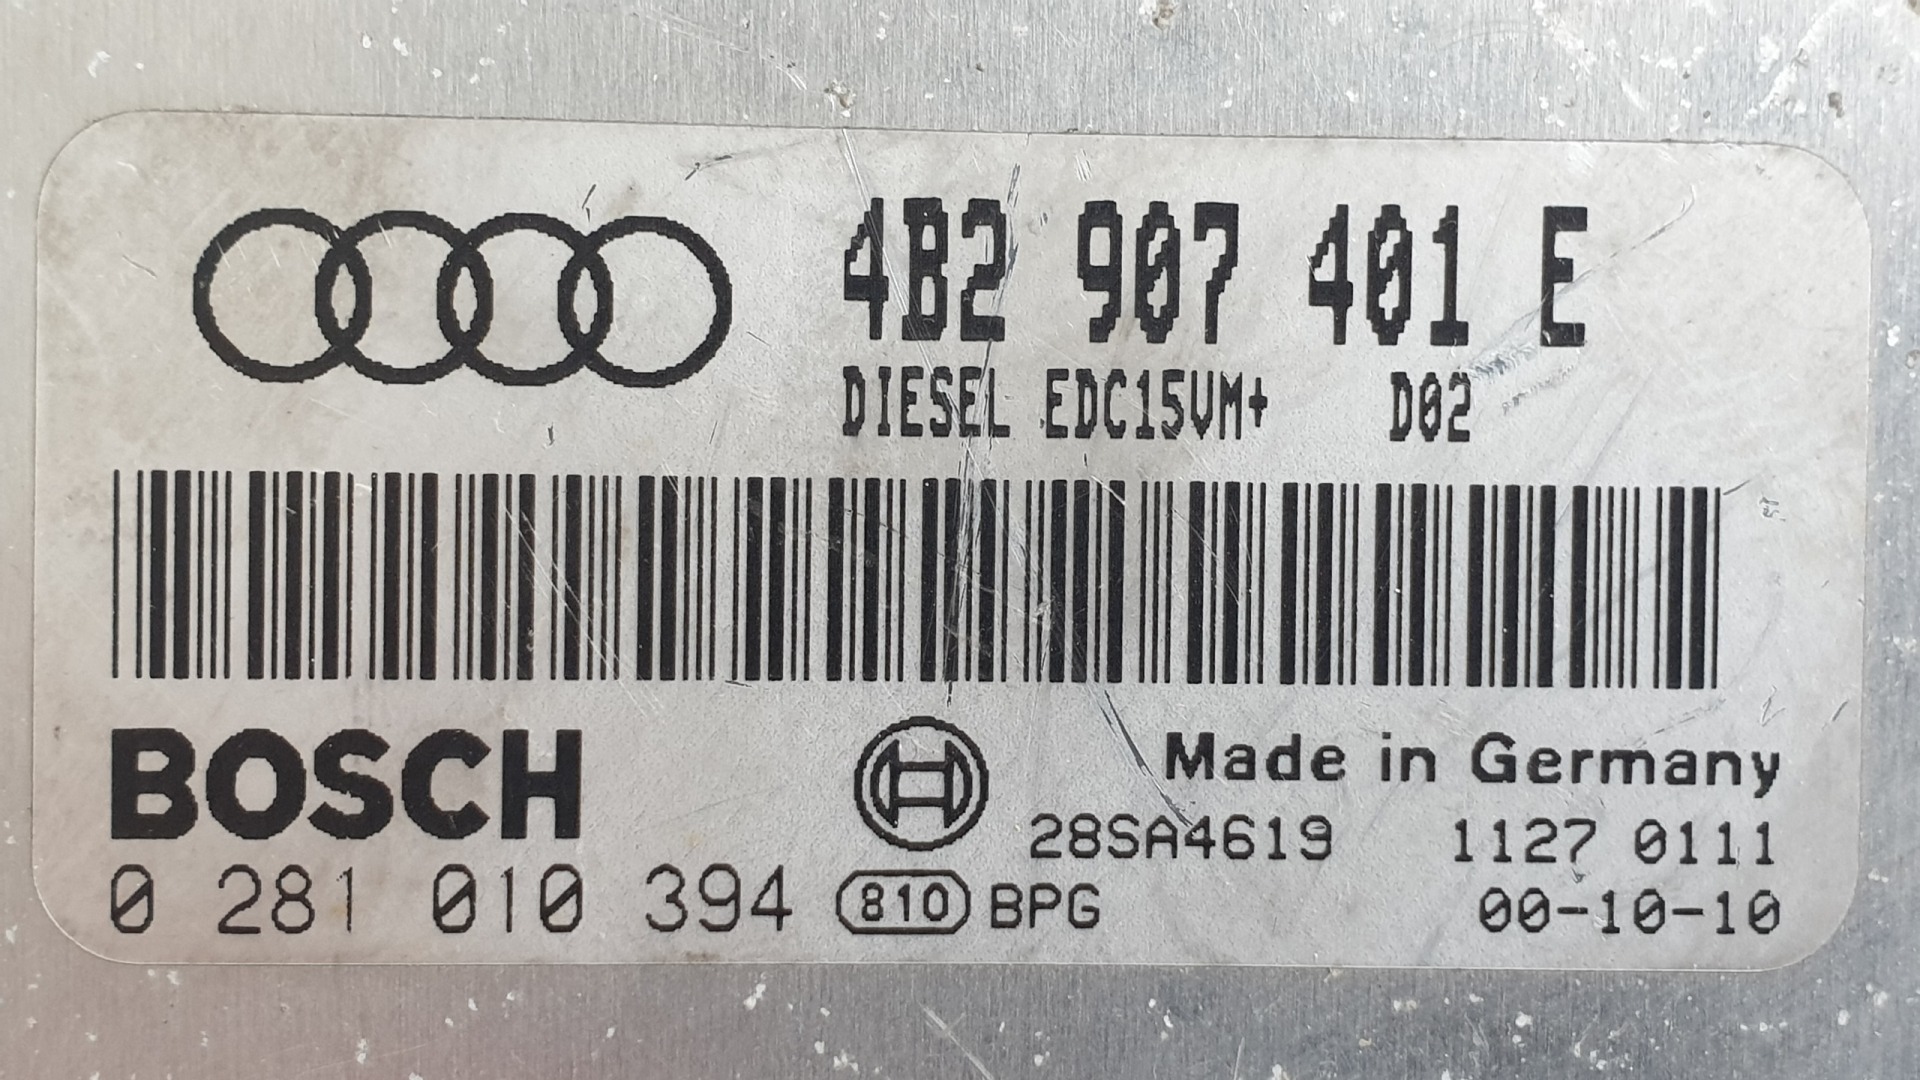 4B2 907 401 E
DIESEL EDC15VM+ D02
BOSCH
Made in Germany
28SA4619 1127 0111
0 281 010 394 810 BPG 00-10-10